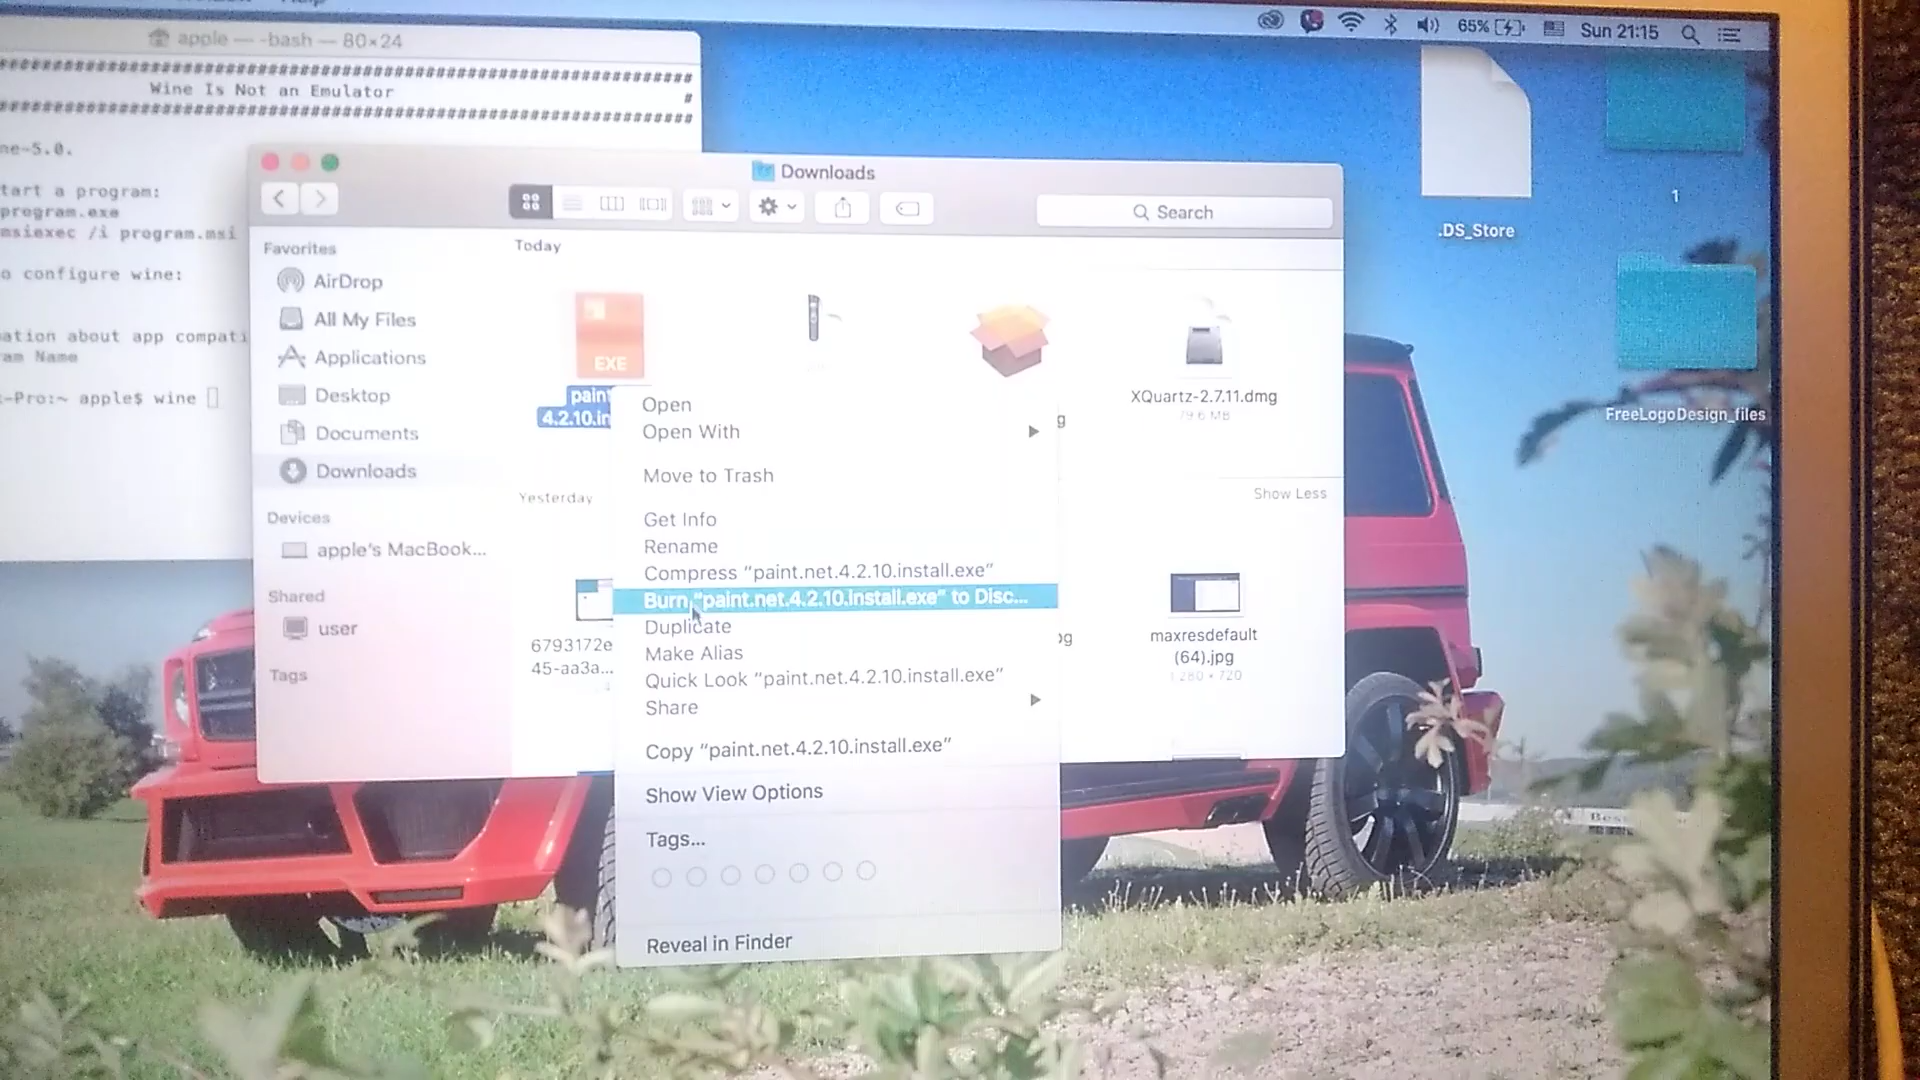 65%
Sun 21:15
apple — -bash — 80×24
Wine Is Not an Emulator
#
ne-5.0.
tart a program:
program.exe
msiexec /i program.msi
o configure wine:
ation about app compati
am Name
-Pro:~ apple$ wine
Downloads
Search
Favorites
AirDrop
All My Files
Applications
Desktop
Documents
Downloads
Devices
apple's MacBook...
Shared
user
Tags
Today
EXE
paint
4.2.10.in
XQuartz-2.7.11.dmg
79.6 MB
Yesterday
Show Less
6793172e
45-aa3a...
maxresdefault
(64).jpg
1 280 × 720
Open
Open With
Move to Trash
Get Info
Rename
Compress “paint.net.4.2.10.install.exe”
Burn “paint.net.4.2.10.install.exe” to Disc...
Duplicate
Make Alias
Quick Look “paint.net.4.2.10.install.exe”
Share
Copy “paint.net.4.2.10.install.exe”
Show View Options
Tags...
Reveal in Finder
.DS_Store
1
FreeLogoDesign_files